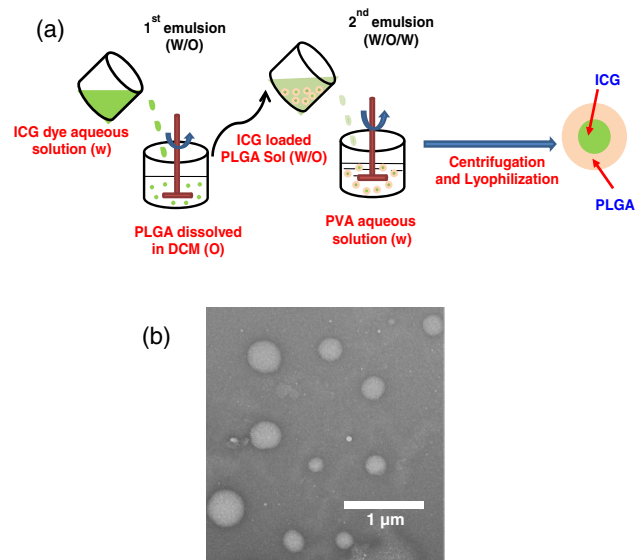 (a)
1st emulsion
(W/O)
2nd emulsion
(W/O/W)
ICG dye aqueous
solution (w)
ICG loaded
PLGA Sol (W/O)
PLGA dissolved
in DCM (O)
PVA aqueous
solution (w)
Centrifugation
and Lyophilization
ICG
PLGA
(b)
1 μm